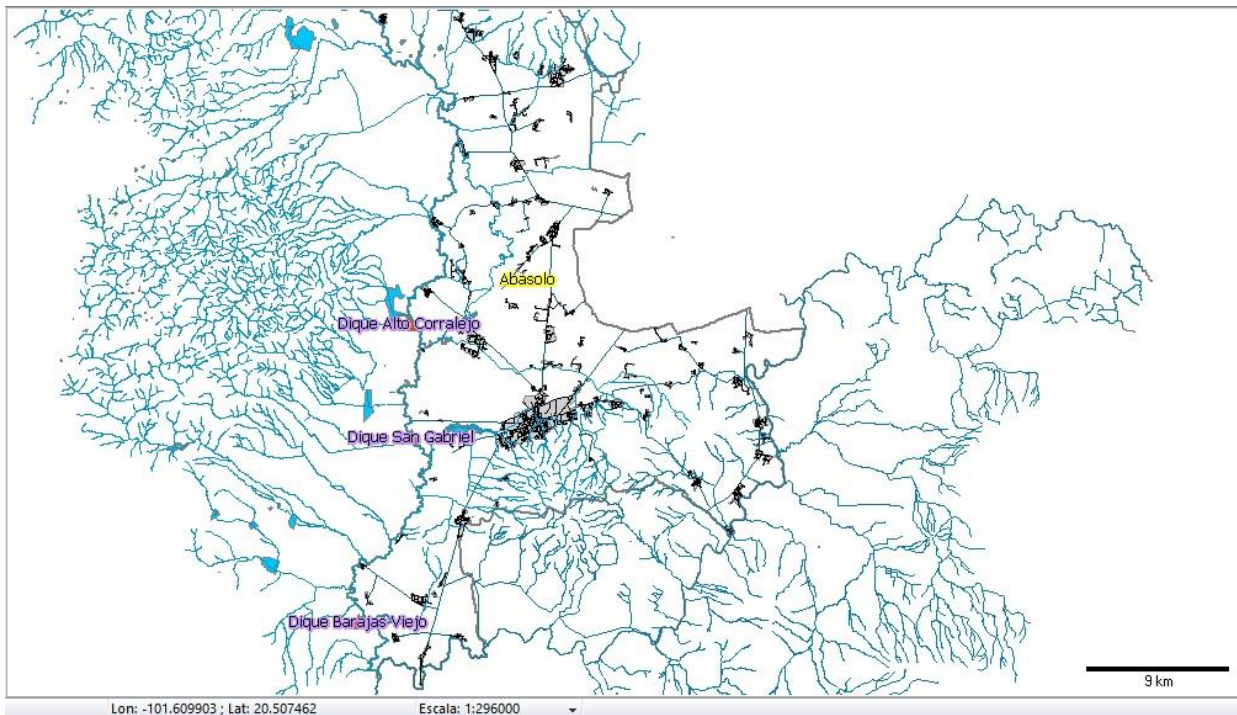 Abasolo
Dique Alto Corralejo
Dique San Gabriel
Dique Barajas Viejo
9 km
Lon: -101.609903 ; Lat: 20.507462 Escala: 1:296000